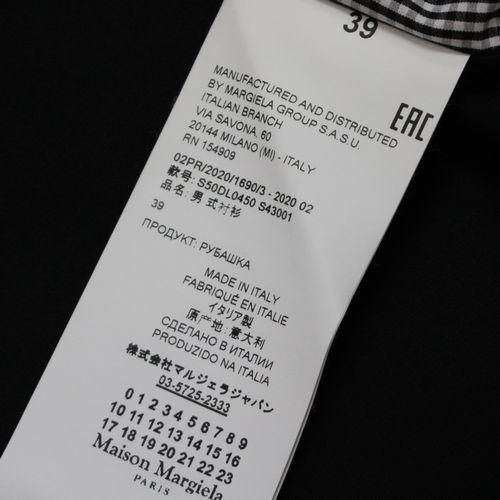 39
MANUFACTURED AND DISTRIBUTED
BY MARGIELA GROUP S.A.S.U.
ITALIAN BRANCH
VIA SAVONA, 60
20144 MILANO (MI) - ITALY
RN 154909
EAC
02PR/2020/1690/3 - 2020 02
款号: S50DL0450 S43001
品名: 男 式衬衫
39
ПРОДУКТ: РУБАШКА
MADE IN ITALY
FABRIQUÉ EN ITALIE
イタリア製
原产地: 意大利
СДЕЛАНО В ИТАЛИИ
PRODUZIDO NA ITALIA
株式会社マルジェラジャパン
03-5725-2333
0 1 2 3 4 5 6 7 8 9
10 11 12 13 14 15 16
17 18 19 20 21 22 23
Maison Margiela
PARIS